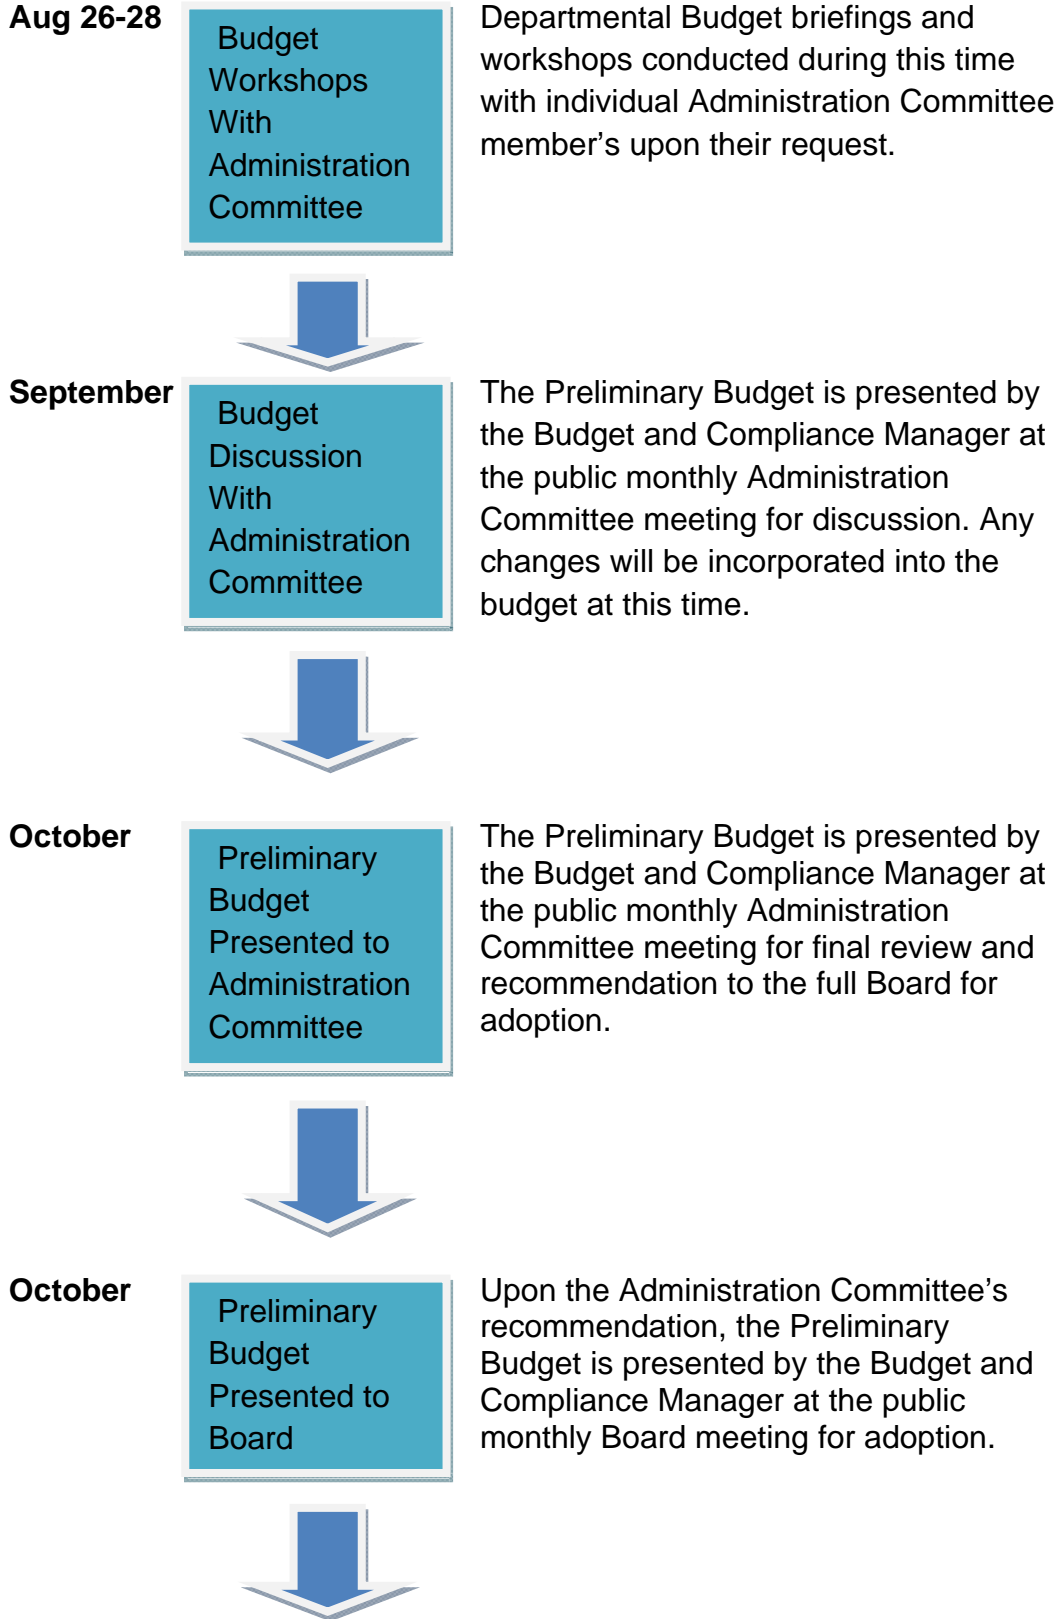 Aug 26-28
Budget
Workshops
With
Administration
Committee
Departmental Budget briefings and
workshops conducted during this time
with individual Administration Committee
member’s upon their request.
September
Budget
Discussion
With
Administration
Committee
The Preliminary Budget is presented by
the Budget and Compliance Manager at
the public monthly Administration
Committee meeting for discussion. Any
changes will be incorporated into the
budget at this time.
October
Preliminary
Budget
Presented to
Administration
Committee
The Preliminary Budget is presented by
the Budget and Compliance Manager at
the public monthly Administration
Committee meeting for final review and
recommendation to the full Board for
adoption.
October
Preliminary
Budget
Presented to
Board
Upon the Administration Committee’s
recommendation, the Preliminary
Budget is presented by the Budget and
Compliance Manager at the public
monthly Board meeting for adoption.